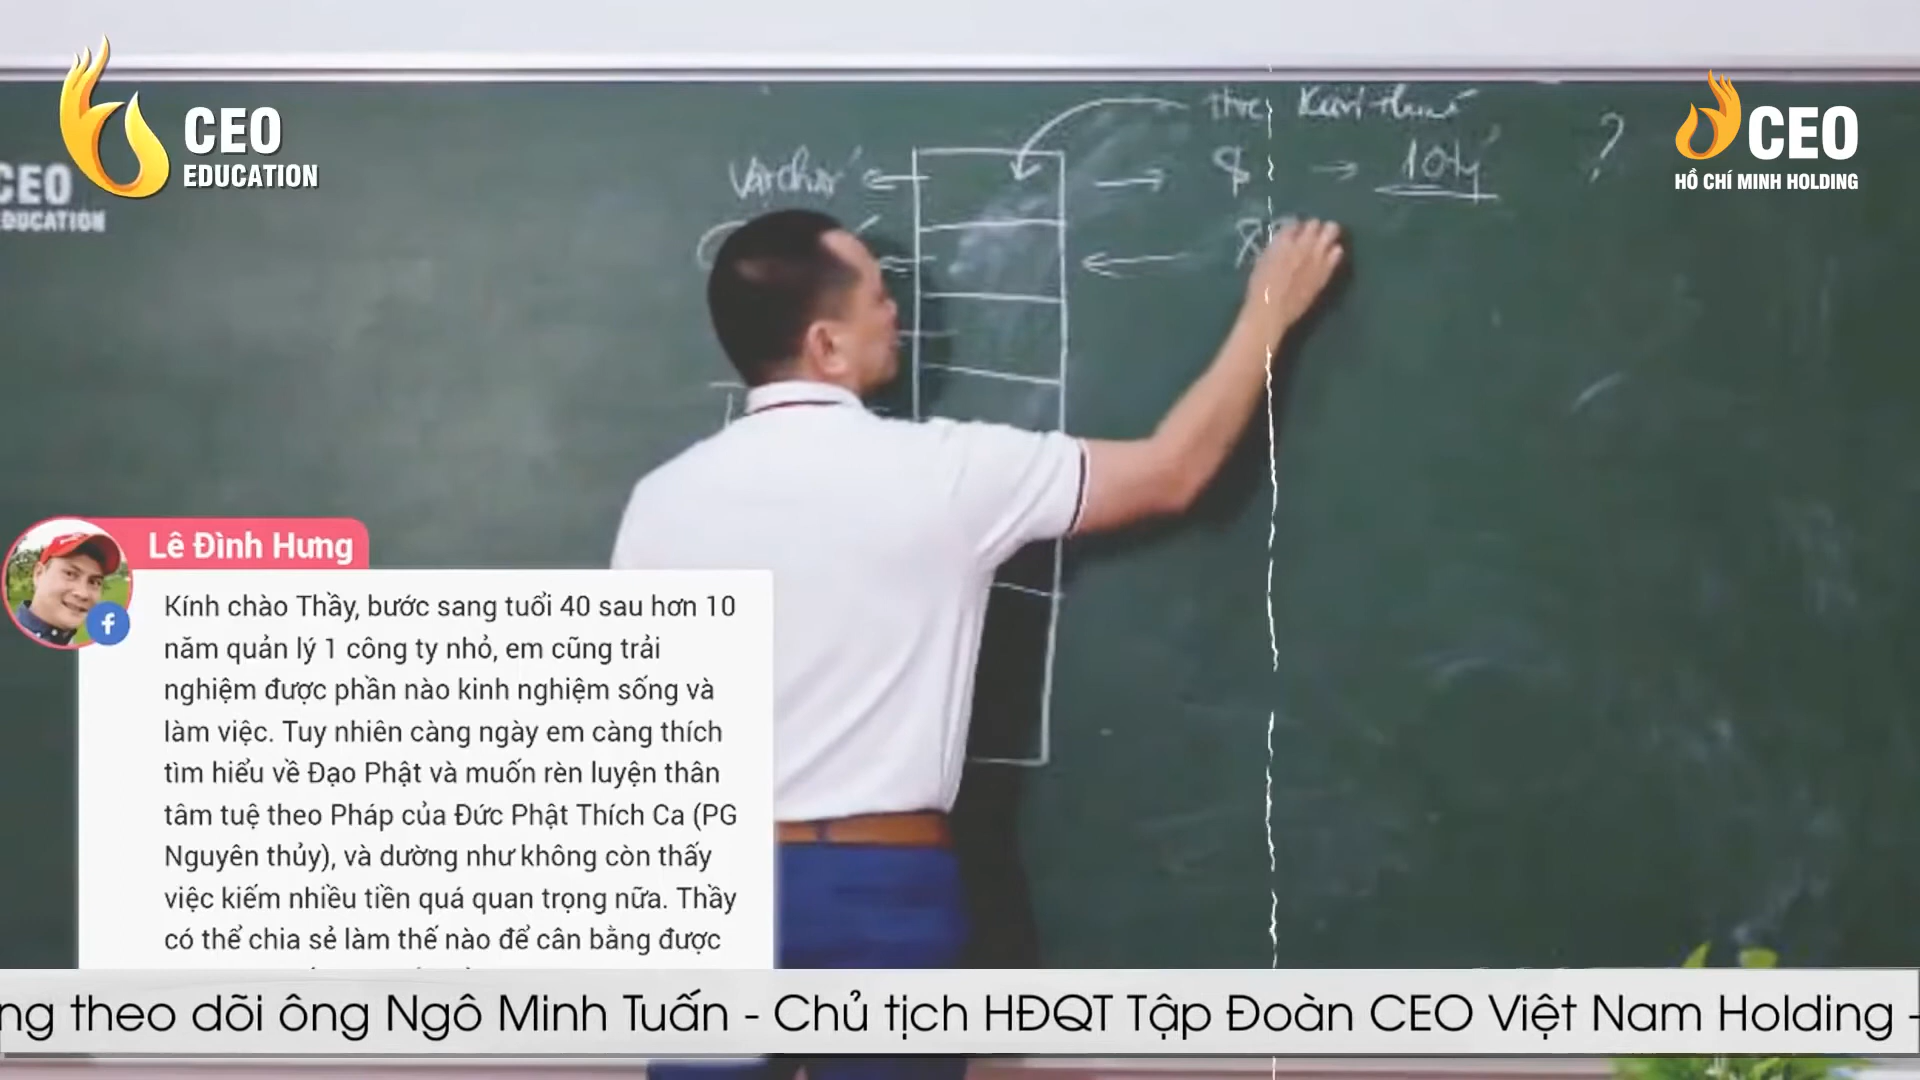 CEO
EDUCATION
CEO
HỒ CHÍ MINH HOLDING
CEO
EDUCATION
10 tỷ
?
$
Lê Đình Hưng
Kính chào Thầy, bước sang tuổi 40 sau hơn 10
năm quản lý 1 công ty nhỏ, em cũng trải
nghiệm được phần nào kinh nghiệm sống và
làm việc. Tuy nhiên càng ngày em càng thích
tìm hiểu về Đạo Phật và muốn rèn luyện thân
tâm tuệ theo Pháp của Đức Phật Thích Ca (PG
Nguyên thủy), và dường như không còn thấy
việc kiếm nhiều tiền quá quan trọng nữa. Thầy
có thể chia sẻ làm thế nào để cân bằng được
ng theo dõi ông Ngô Minh Tuấn - Chủ tịch HĐQT Tập Đoàn CEO Việt Nam Holding -